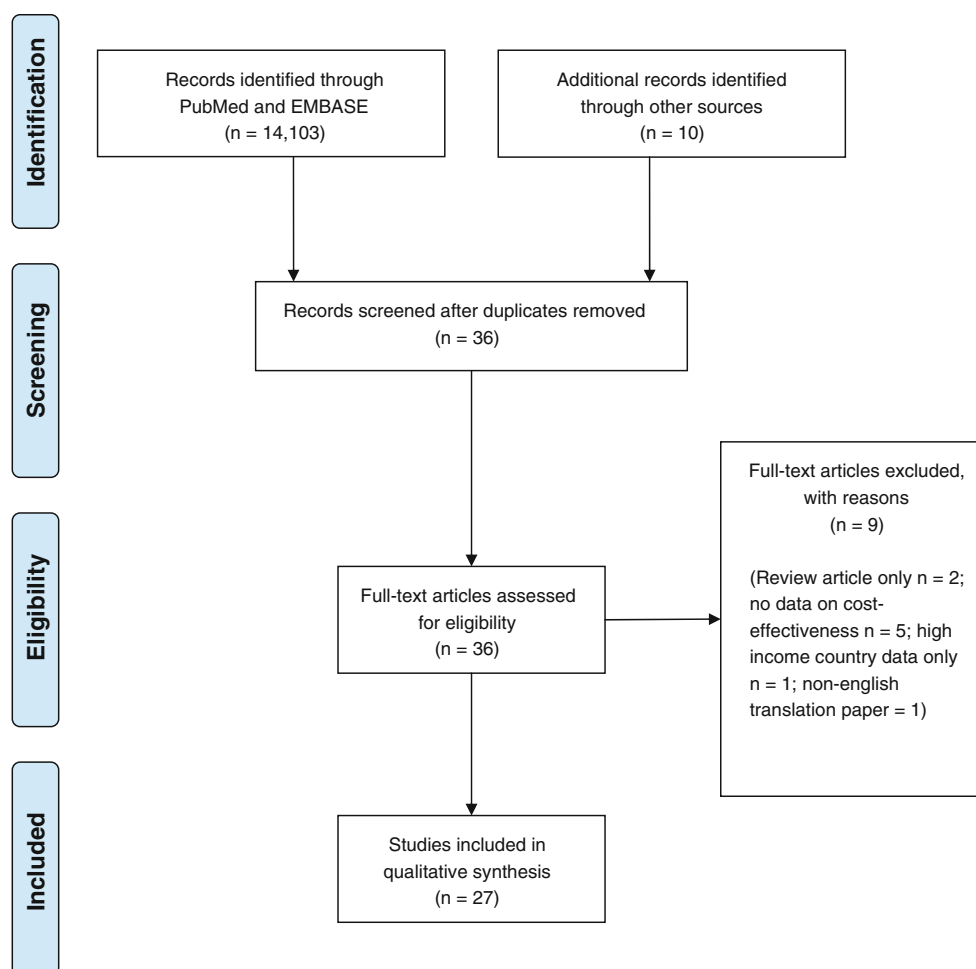 Identification
Records identified through
PubMed and EMBASE
(n = 14,103)
Additional records identified
through other sources
(n = 10)
Screening
Records screened after duplicates removed
(n = 36)
Eligibility
Full-text articles assessed
for eligibility
(n = 36)
Full-text articles excluded,
with reasons
(n = 9)
(Review article only n = 2;
no data on cost-
effectiveness n = 5; high
income country data only
n = 1; non-english
translation paper = 1)
Included
Studies included in
qualitative synthesis
(n = 27)